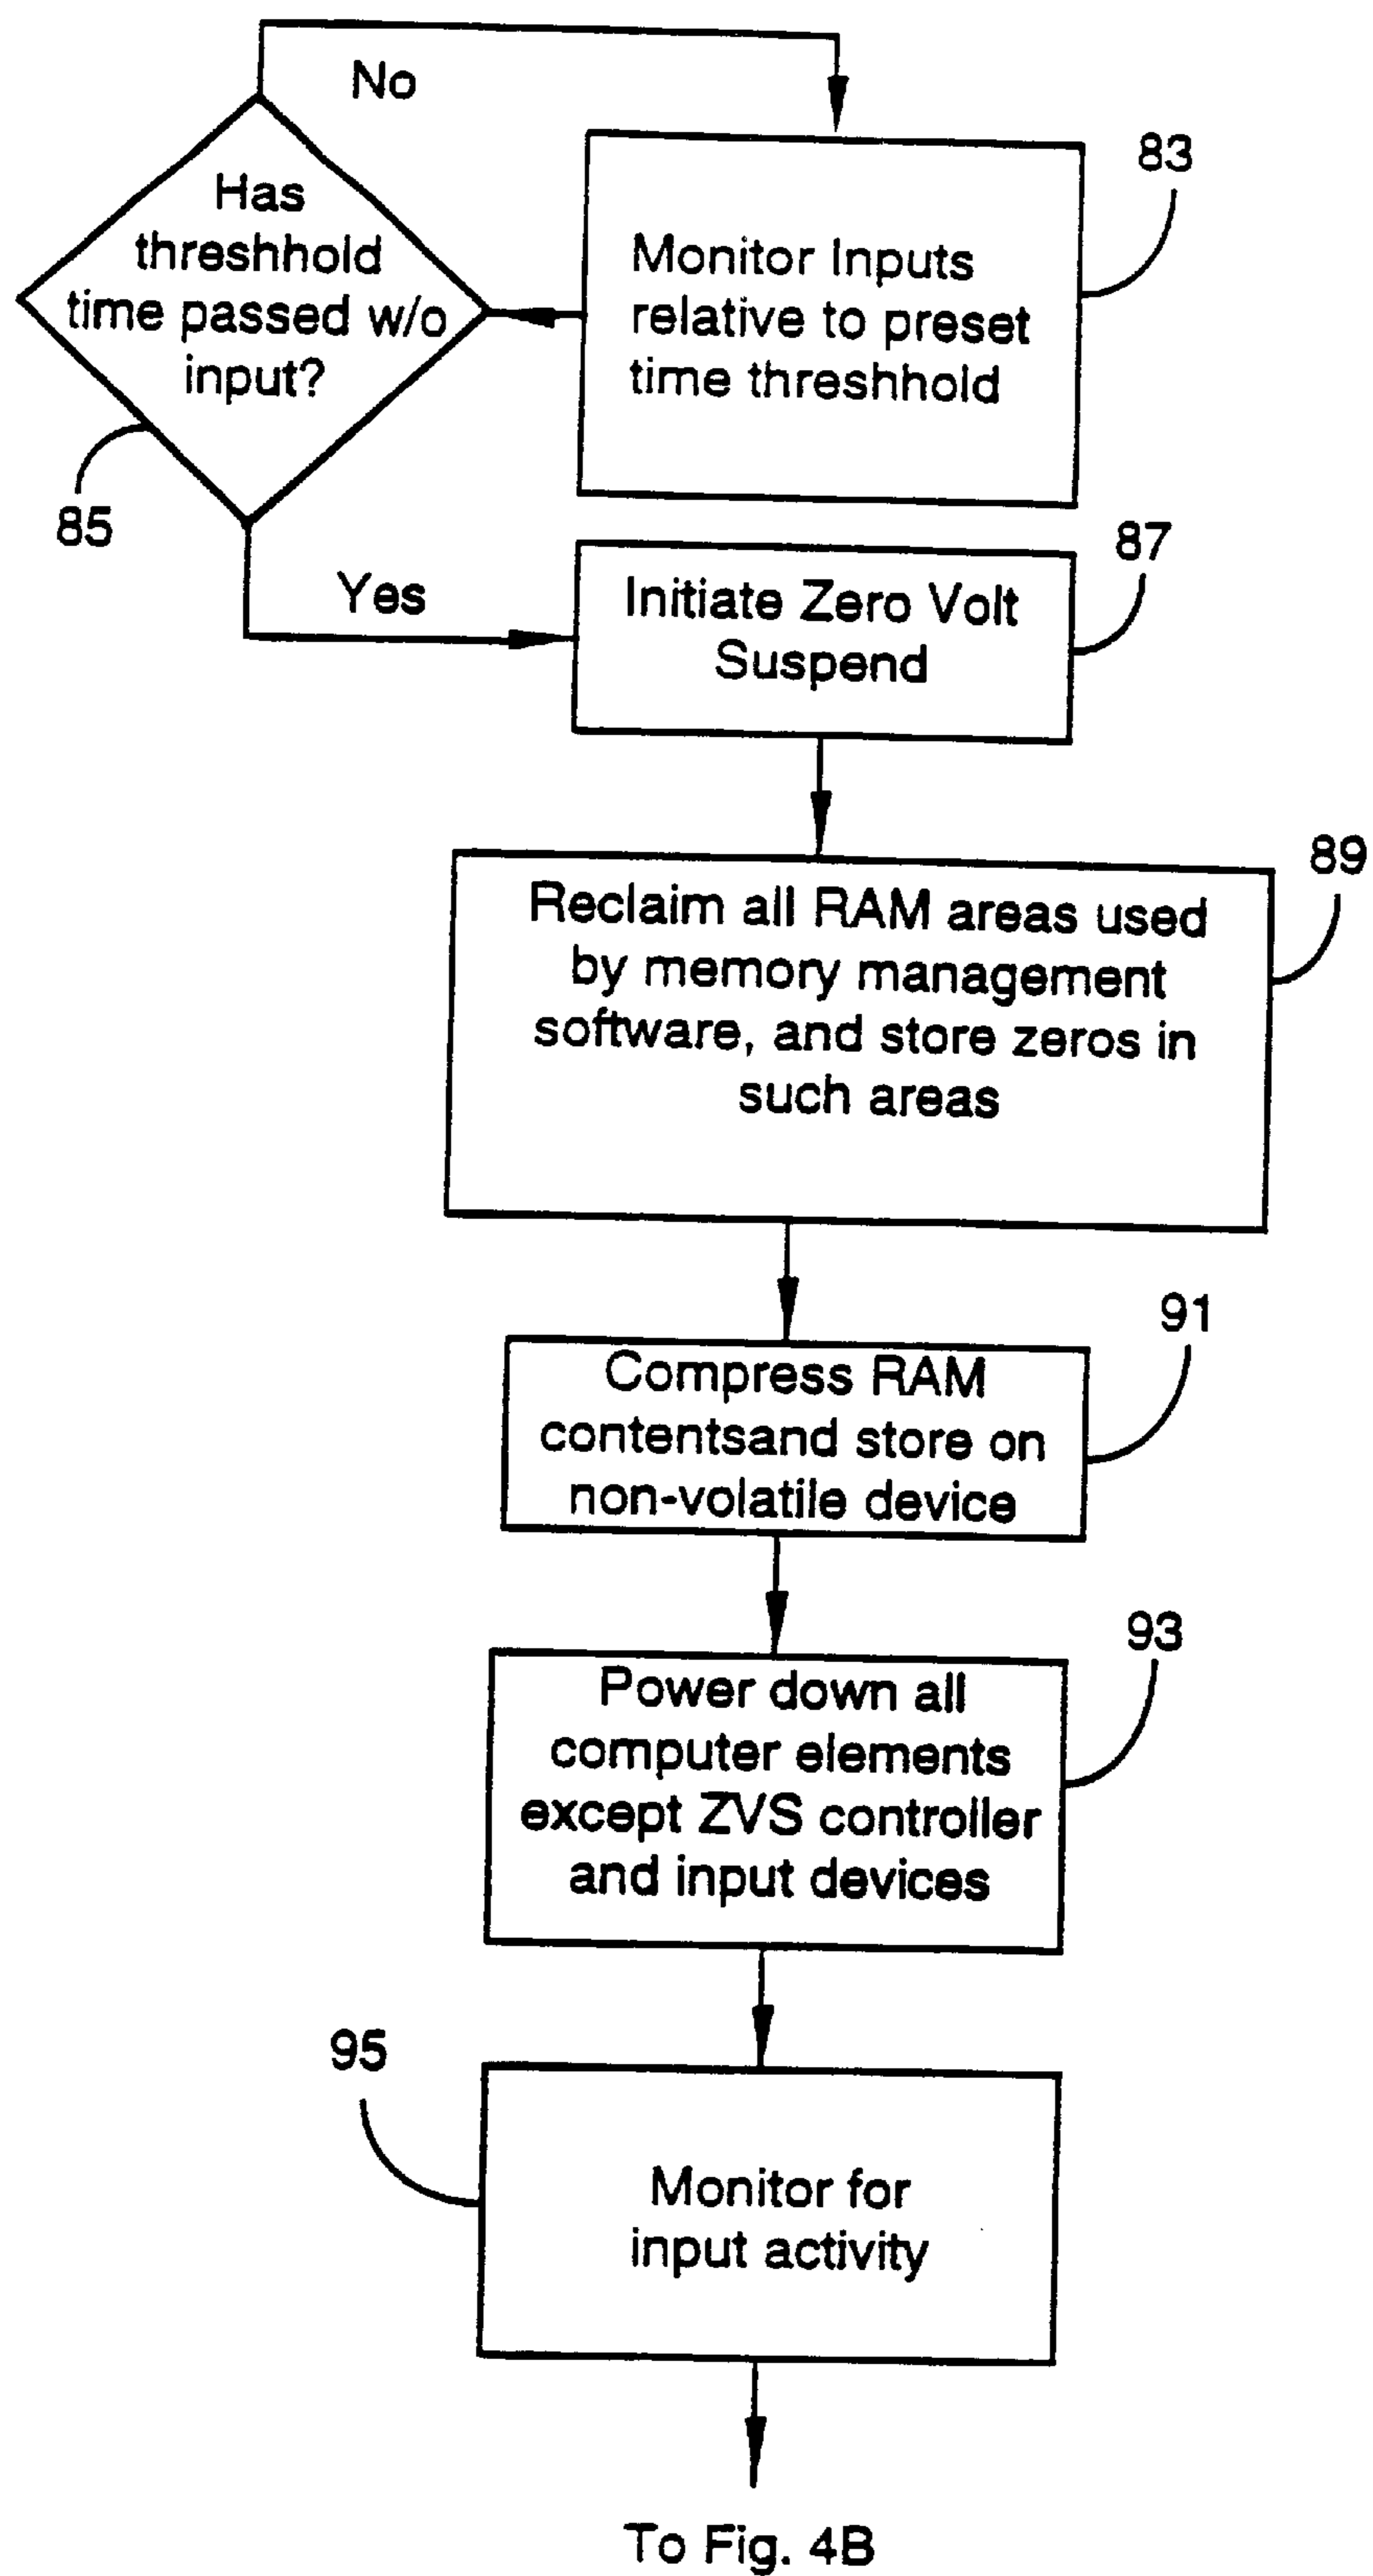 No
83
Has
threshhold
time passed w/o
input?
Monitor Inputs
relative to preset
time threshhold
85
87
Yes
Initiate Zero Volt
Suspend
89
Reclaim all RAM areas used
by memory management
software, and store zeros in
such areas
91
Compress RAM
contentsand store on
non-volatile device
93
Power down all
computer elements
except ZVS controller
and input devices
95
Monitor for
input activity
To Fig. 4B